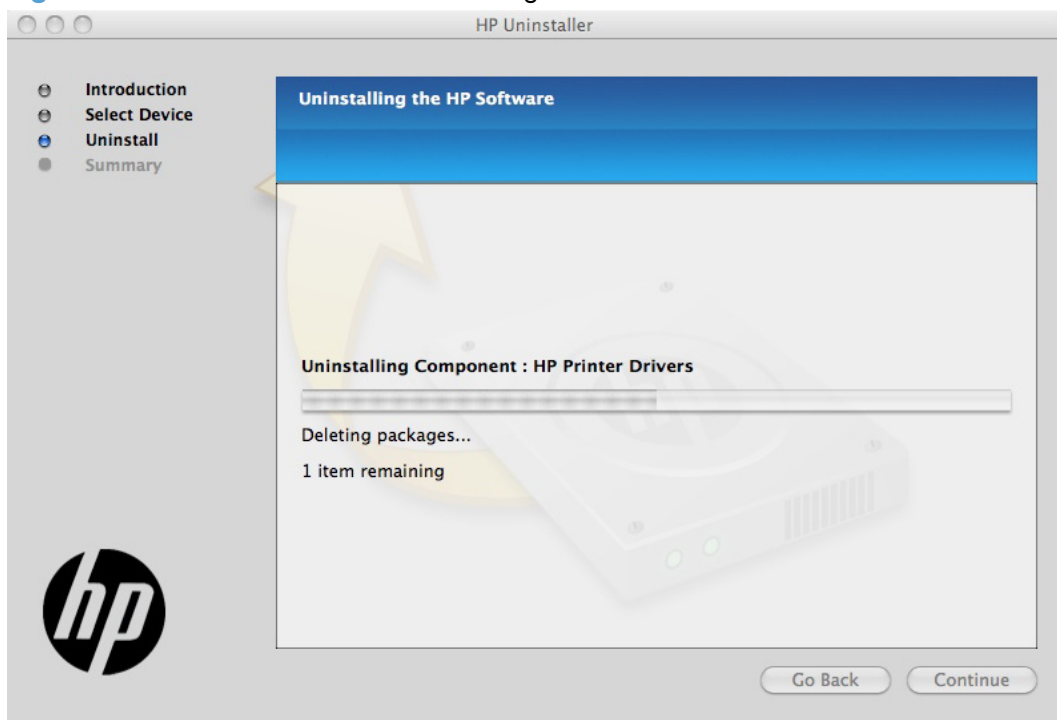 HP Uninstaller
Introduction
Select Device
Uninstall
Summary
Uninstalling the HP Software
Uninstalling Component : HP Printer Drivers
Deleting packages...
1 item remaining
hp
Go Back
Continue